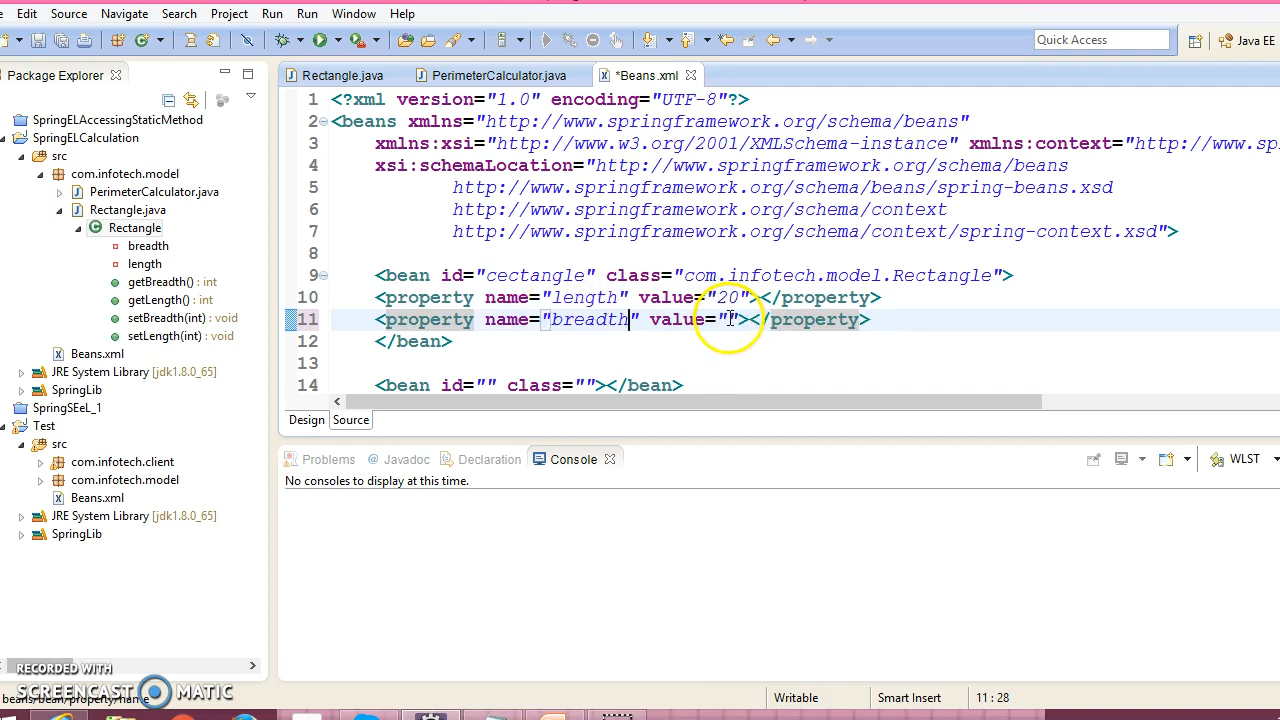 Edit Source Navigate Search Project Run Run Window Help
Quick Access
Java EE
Package Explorer
Rectangle.java
PerimeterCalculator.java
*Beans.xml
SpringELAccessingStaticMethod
SpringELCalculation
src
com.infotech.model
PerimeterCalculator.java
Rectangle.java
Rectangle
breadth
length
getBreadth() : int
getLength() : int
setBreadth(int) : void
setLength(int) : void
Beans.xml
JRE System Library [jdk1.8.0_65]
SpringLib
SpringSEeL_1
Test
src
com.infotech.client
com.infotech.model
Beans.xml
JRE System Library [jdk1.8.0_65]
SpringLib
1 <?xml version="1.0" encoding="UTF-8"?>
2 <beans xmlns="http://www.springframework.org/schema/beans"
3 xmlns:xsi="http://www.w3.org/2001/XMLSchema-instance" xmlns:context="http://www.sp
4 xsi:schemaLocation="http://www.springframework.org/schema/beans
5 http://www.springframework.org/schema/beans/spring-beans.xsd
6 http://www.springframework.org/schema/context
7 http://www.springframework.org/schema/context/spring-context.xsd">
8
9 <bean id="cectangle" class="com.infotech.model.Rectangle">
10 <property name="length" value="20"></property>
11 <property name="breadth" value=""></property>
12 </bean>
13
14 <bean id="" class=""></bean>
Design Source
Problems Javadoc Declaration Console
WLST
No consoles to display at this time.
RECORDED WITH
SCREENCAST MATIC
beans/bean/property/name
Writable Smart Insert 11 : 28